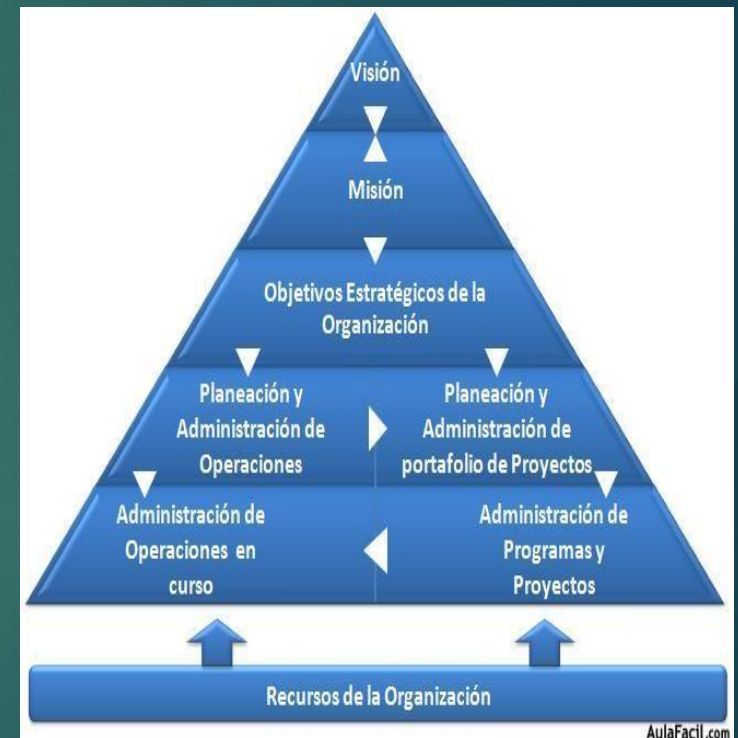 Visión
Misión
Objetivos Estratégicos de la
Organización
Planeación y
Administración de
Operaciones
Planeación y
Administración de
portafolio de Proyectos
Administración de
Operaciones en
curso
Administración de
Programas y
Proyectos
Recursos de la Organización
AulaFacil.com